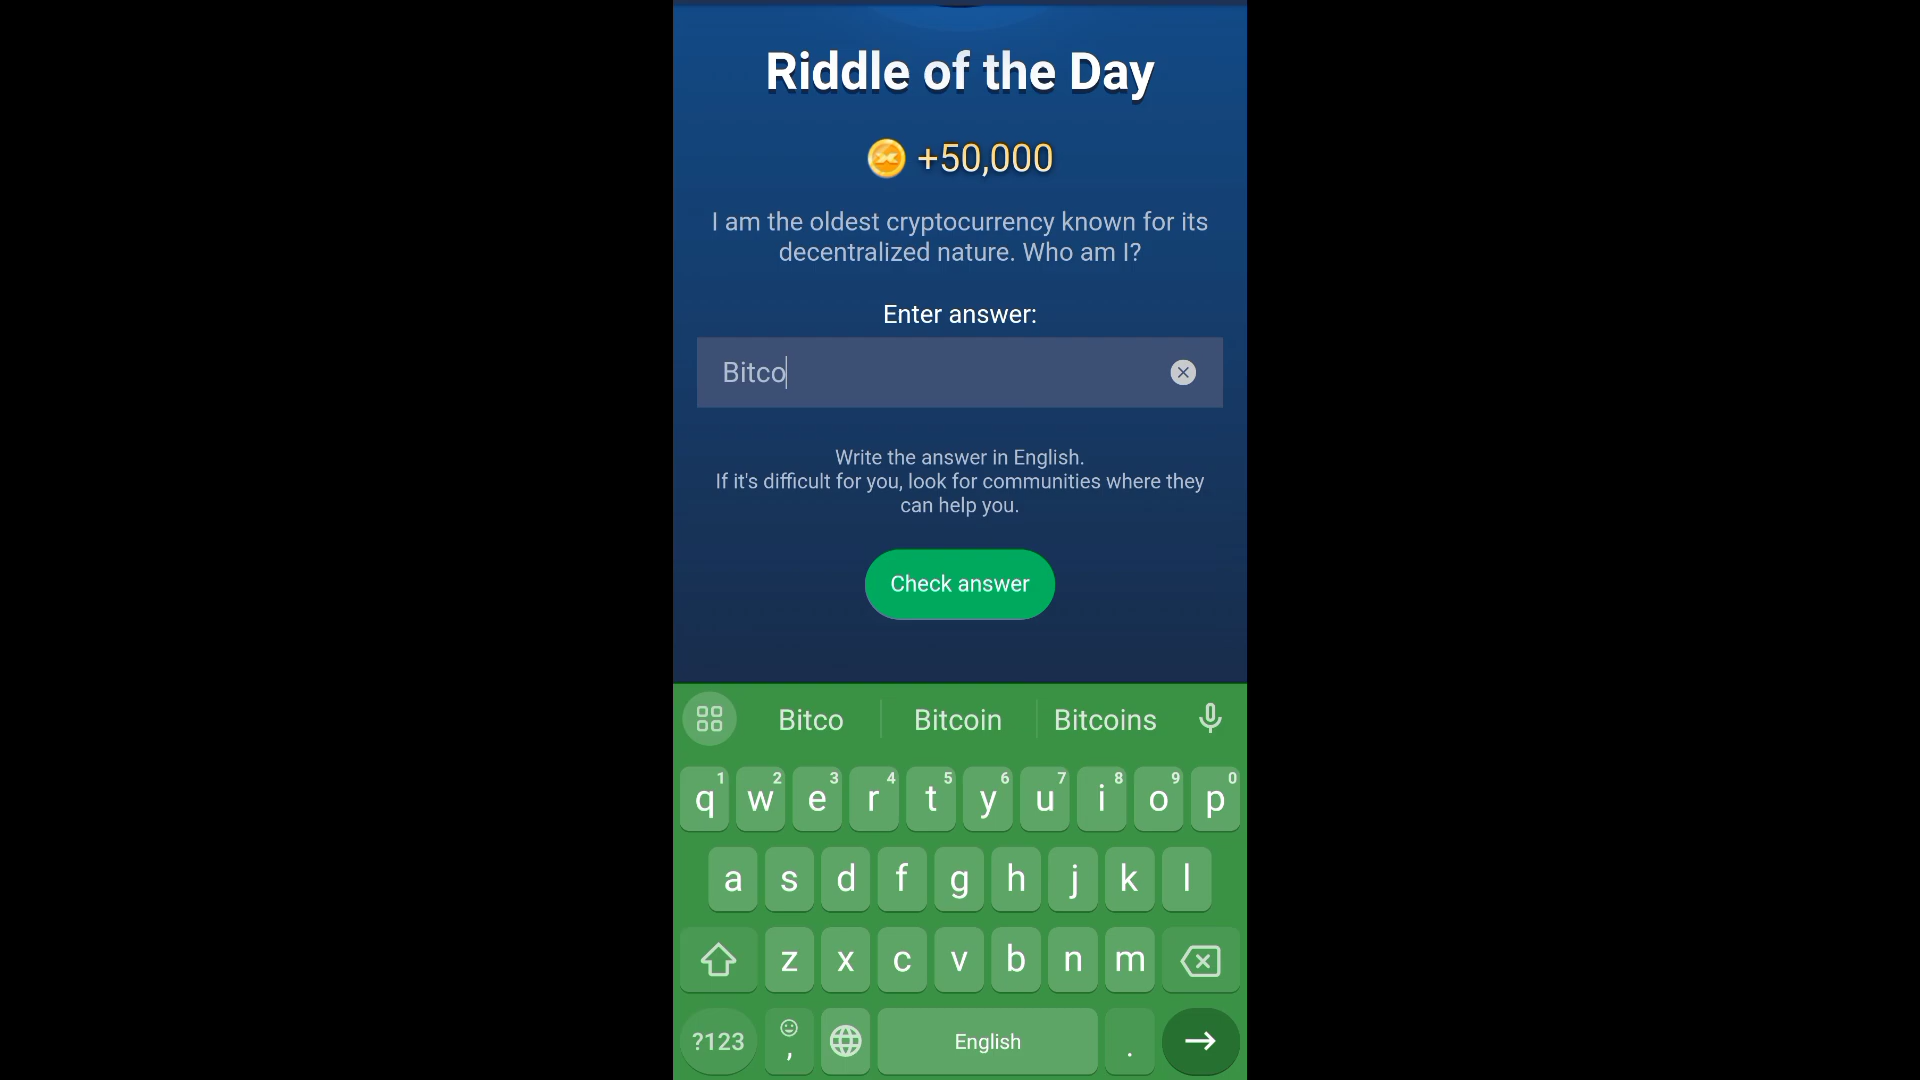 Riddle of the Day
+50,000
I am the oldest cryptocurrency known for its
decentralized nature. Who am I?
Enter answer:
Bitco
Write the answer in English.
If it's difficult for you, look for communities where they
can help you.
Check answer
Bitco Bitcoin Bitcoins
1 2 3 4 5 6 7 8 9 0
q w e r t y u i o p
a s d f g h j k l
z x c v b n m
?123 , English .